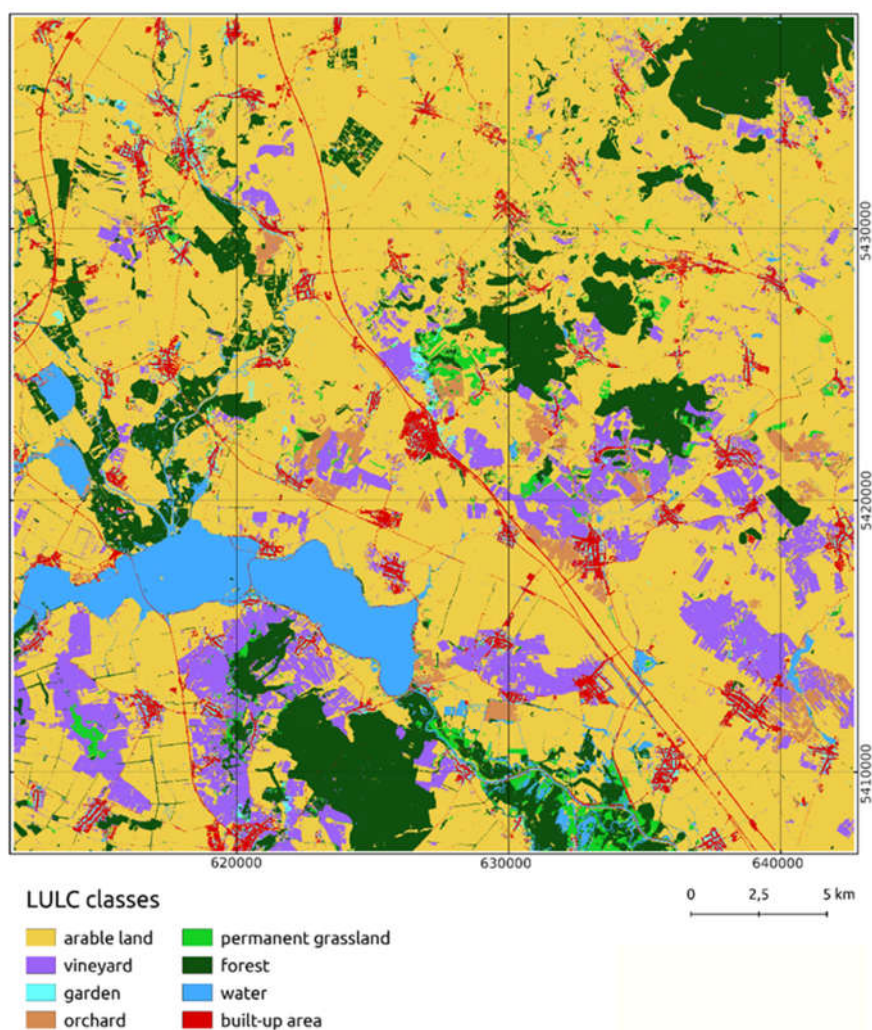 5430000
5420000
5410000
620000 630000 640000
LULC classes
0 2,5 5 km
arable land permanent grassland
vineyard forest
garden water
orchard built-up area